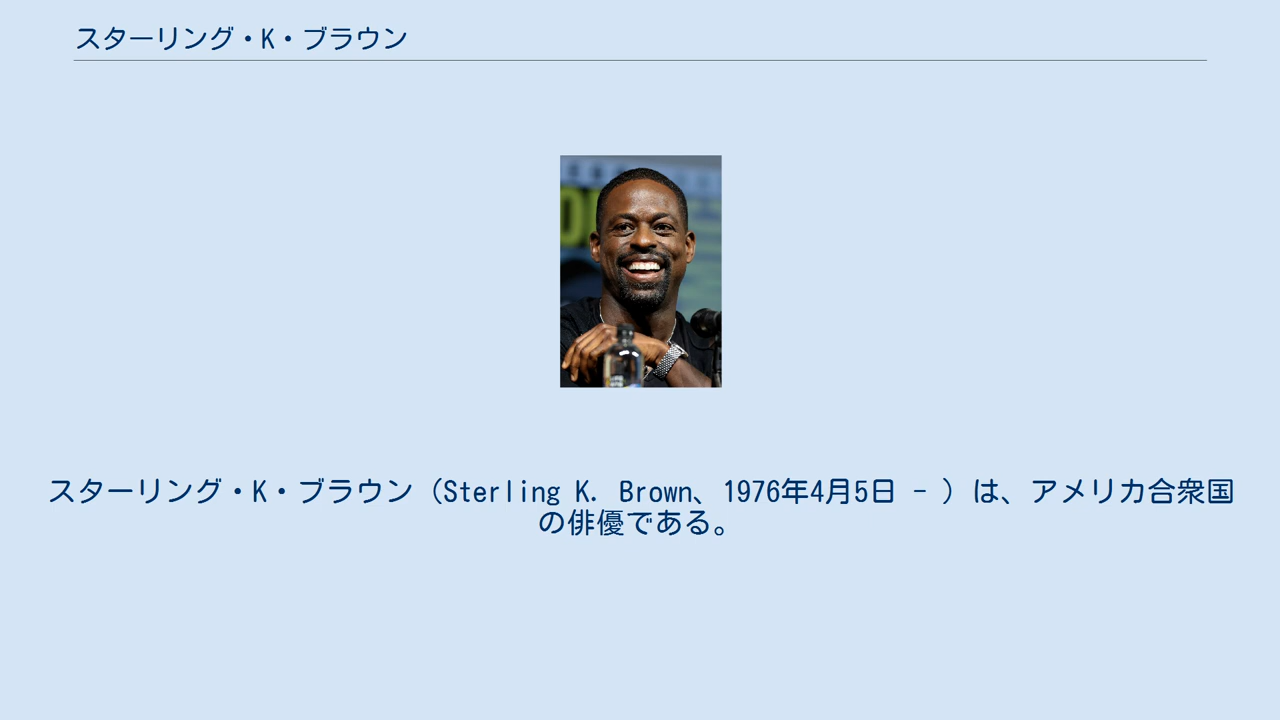 スターリング・K・ブラウン
スターリング・K・ブラウン（Sterling K. Brown、1976年4月5日 - ）は、アメリカ合衆国
の俳優である。